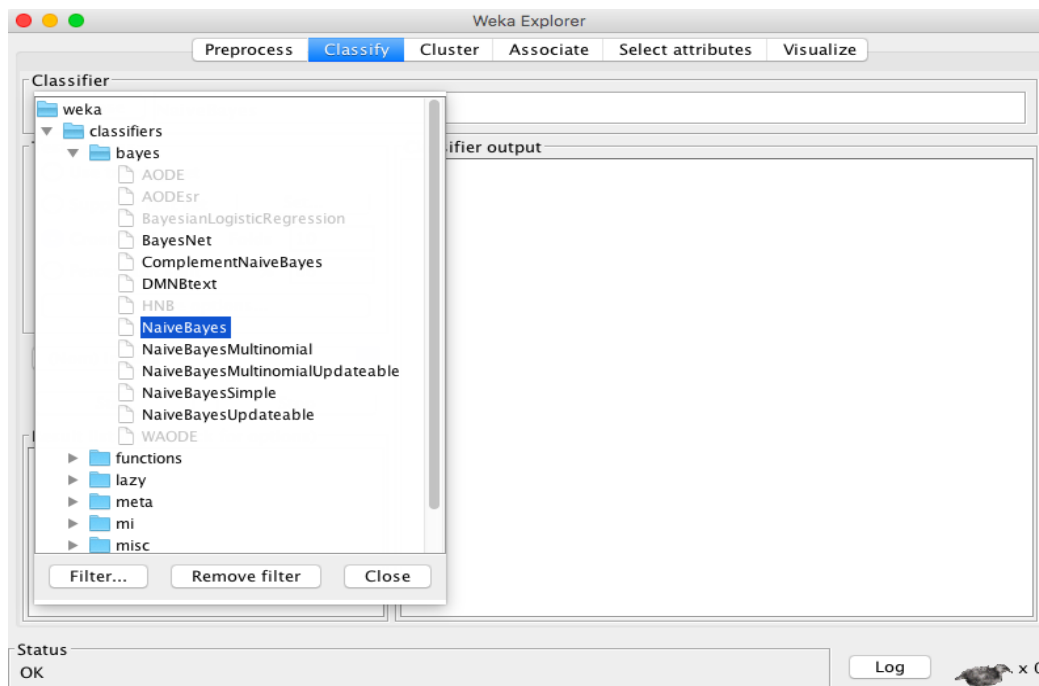 Weka Explorer
Preprocess Classify Cluster Associate Select attributes Visualize
Classifier
weka
classifiers
bayes
ifier output
AODE
AODEsr
BayesianLogisticRegression
BayesNet
ComplementNaiveBayes
DMNBtext
HNB
NaiveBayes
NaiveBayesMultinomial
NaiveBayesMultinomialUpdateable
NaiveBayesSimple
NaiveBayesUpdateable
WAODE
functions
lazy
meta
mi
misc
Filter... Remove filter Close
Status
OK
Log
x 0